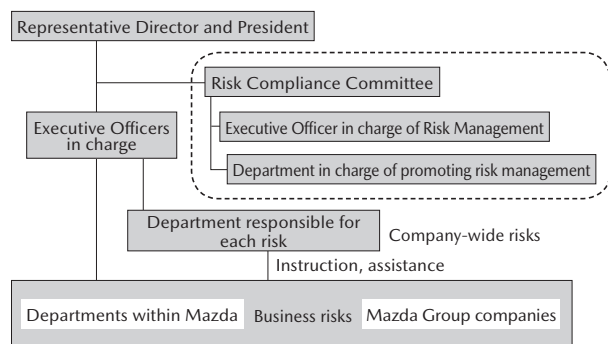 Representative Director and President
Risk Compliance Committee
Executive Officers
in charge
Executive Officer in charge of Risk Management
Department in charge of promoting risk management
Department responsible for
each risk
Company-wide risks
Instruction, assistance
Departments within Mazda
Business risks
Mazda Group companies